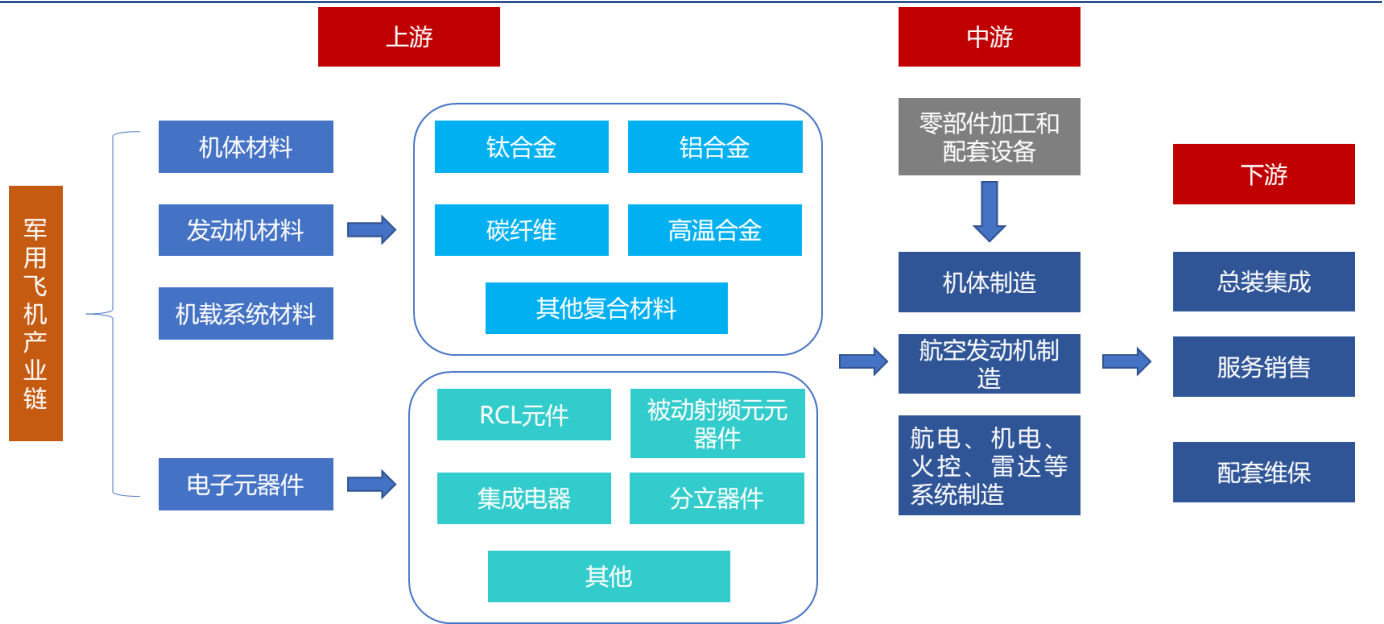 上游
中游
下游
军用飞机产业链
机体材料
发动机材料
机载系统材料
电子元器件
钛合金
铝合金
碳纤维
高温合金
其他复合材料
RCL元件
被动射频元元
器件
集成电器
分立器件
其他
零部件加工和
配套设备
机体制造
航空发动机制
造
航电、机电、
火控、雷达等
系统制造
总装集成
服务销售
配套维保